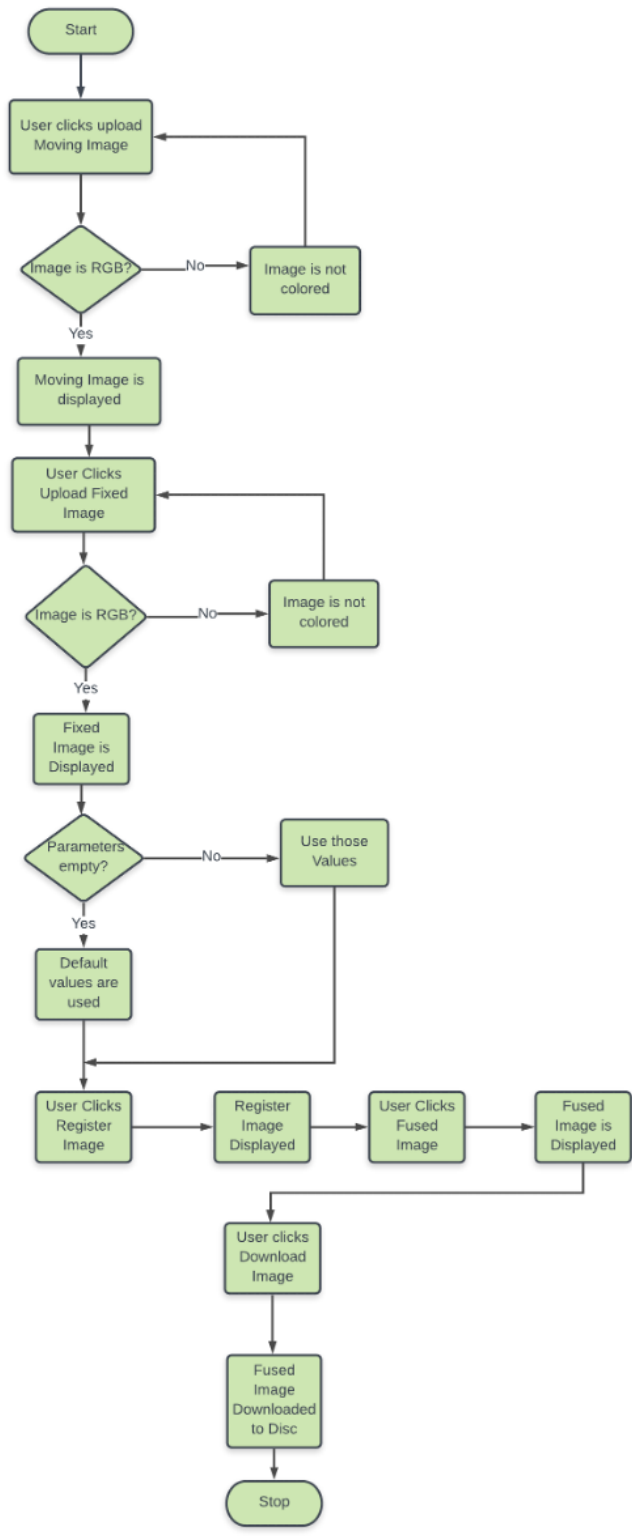 Start
User clicks upload
Moving Image
Image is RGB?
No
Image is not
colored
Yes
Moving Image is
displayed
User Clicks
Upload Fixed
Image
Image is RGB?
No
Image is not
colored
Yes
Fixed
Image is
Displayed
Parameters
empty?
No
Use those
Values
Yes
Default
values are
used
User Clicks
Register
Image
Register
Image
Displayed
User Clicks
Fused
Image
Fused
Image is
Displayed
User clicks
Download
Image
Fused
Image
Downloaded
to Disc
Stop